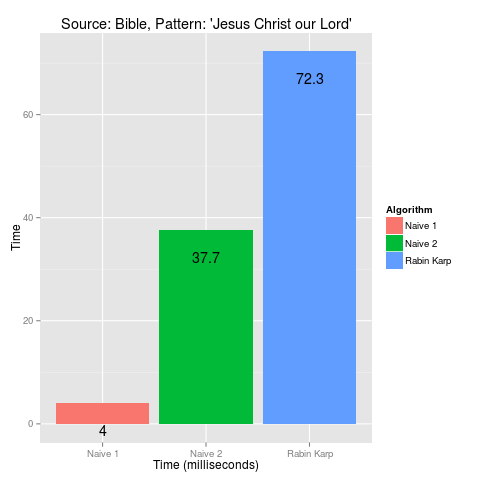 Source: Bible, Pattern: 'Jesus Christ our Lord'
72.3
60
Algorithm
Naive 1
Naive 2
Rabin Karp
40
Time
37.7
20
0
4
Naive 1 Naive 2 Rabin Karp
Time (milliseconds)